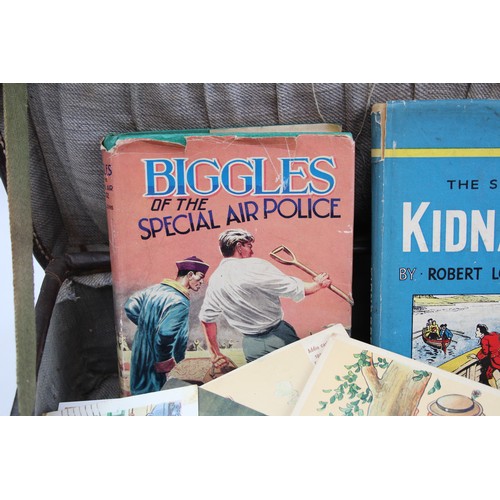 BIGGLES
OF THE
SPECIAL AIR POLICE
THE
KIDNA
BY ROBERT